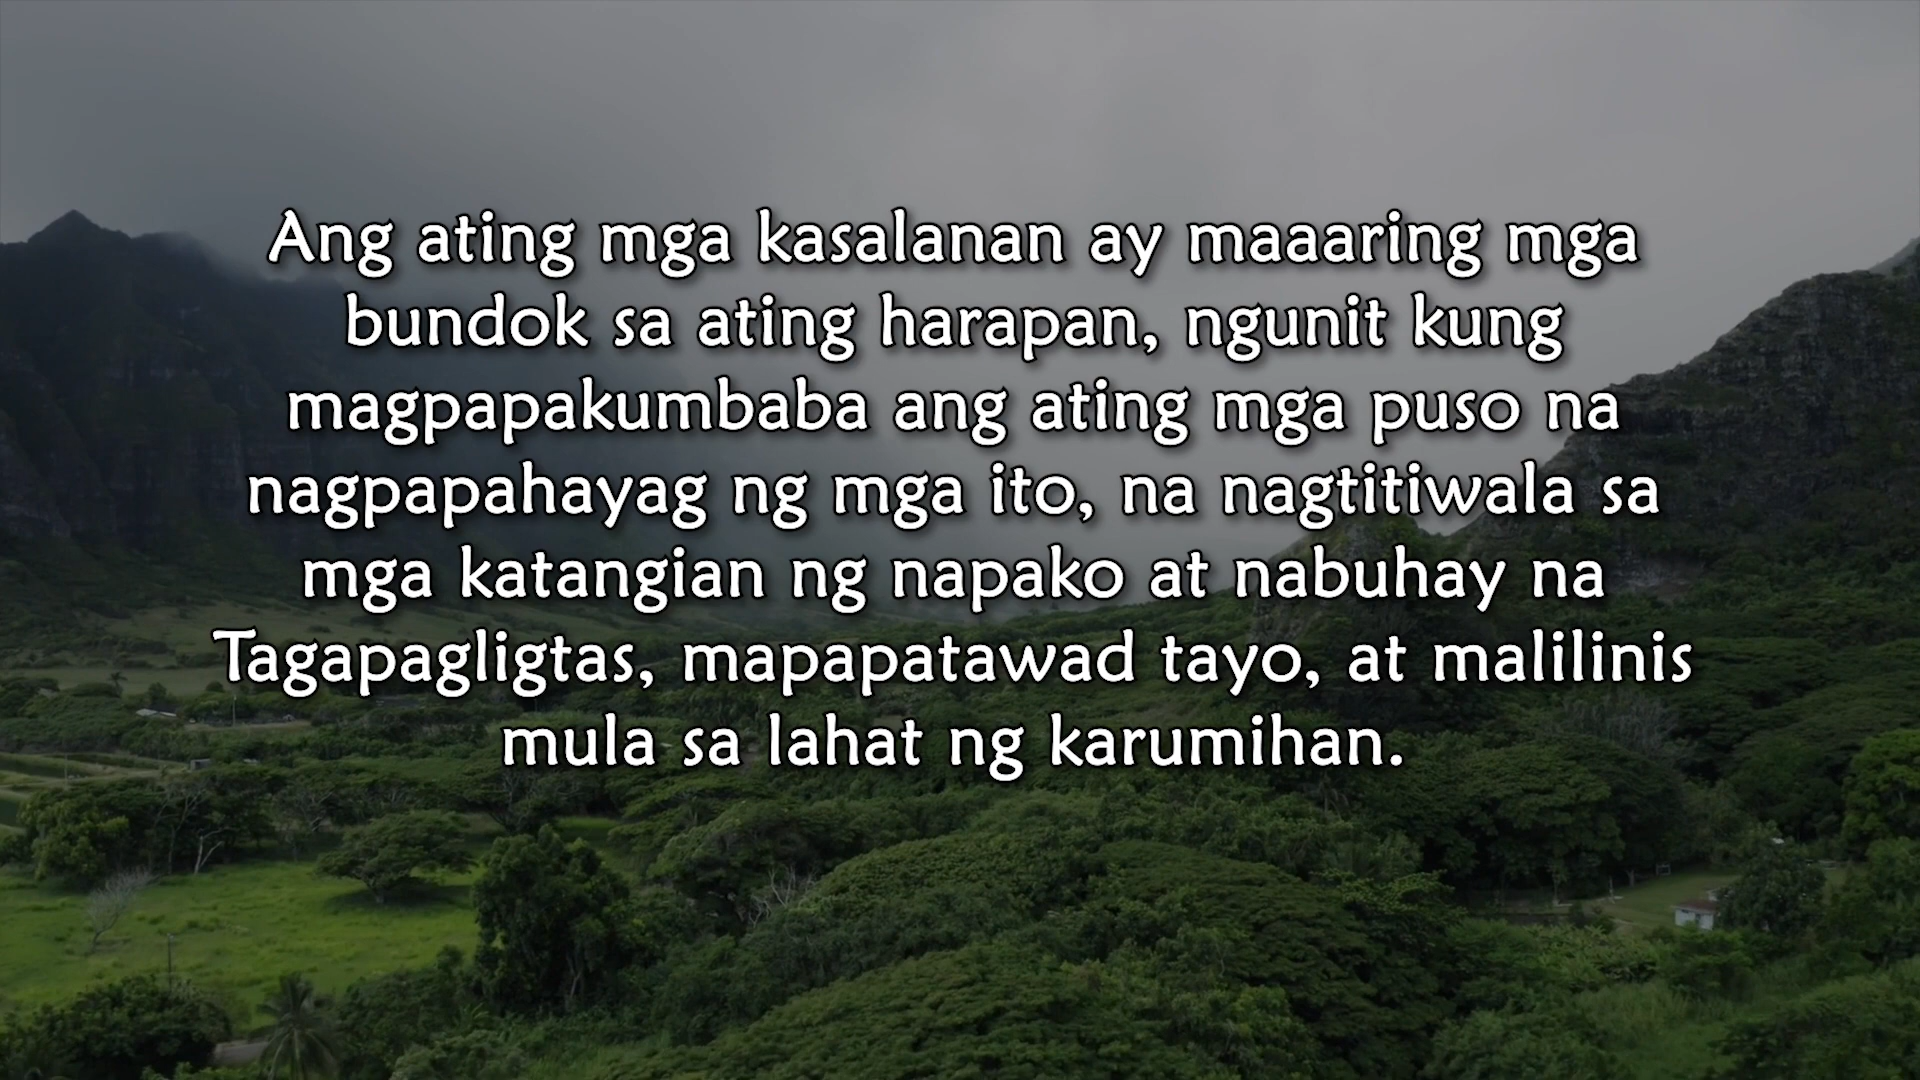 Ang ating mga kasalanan ay maaaring mga
bundok sa ating harapan, ngunit kung
magpapakumbaba ang ating mga puso na
nagpapahayag ng mga ito, na nagtitiwala sa
mga katangian ng napako at nabuhay na
Tagapagligtas, mapapatawad tayo, at malilinis
mula sa lahat ng karumihan.